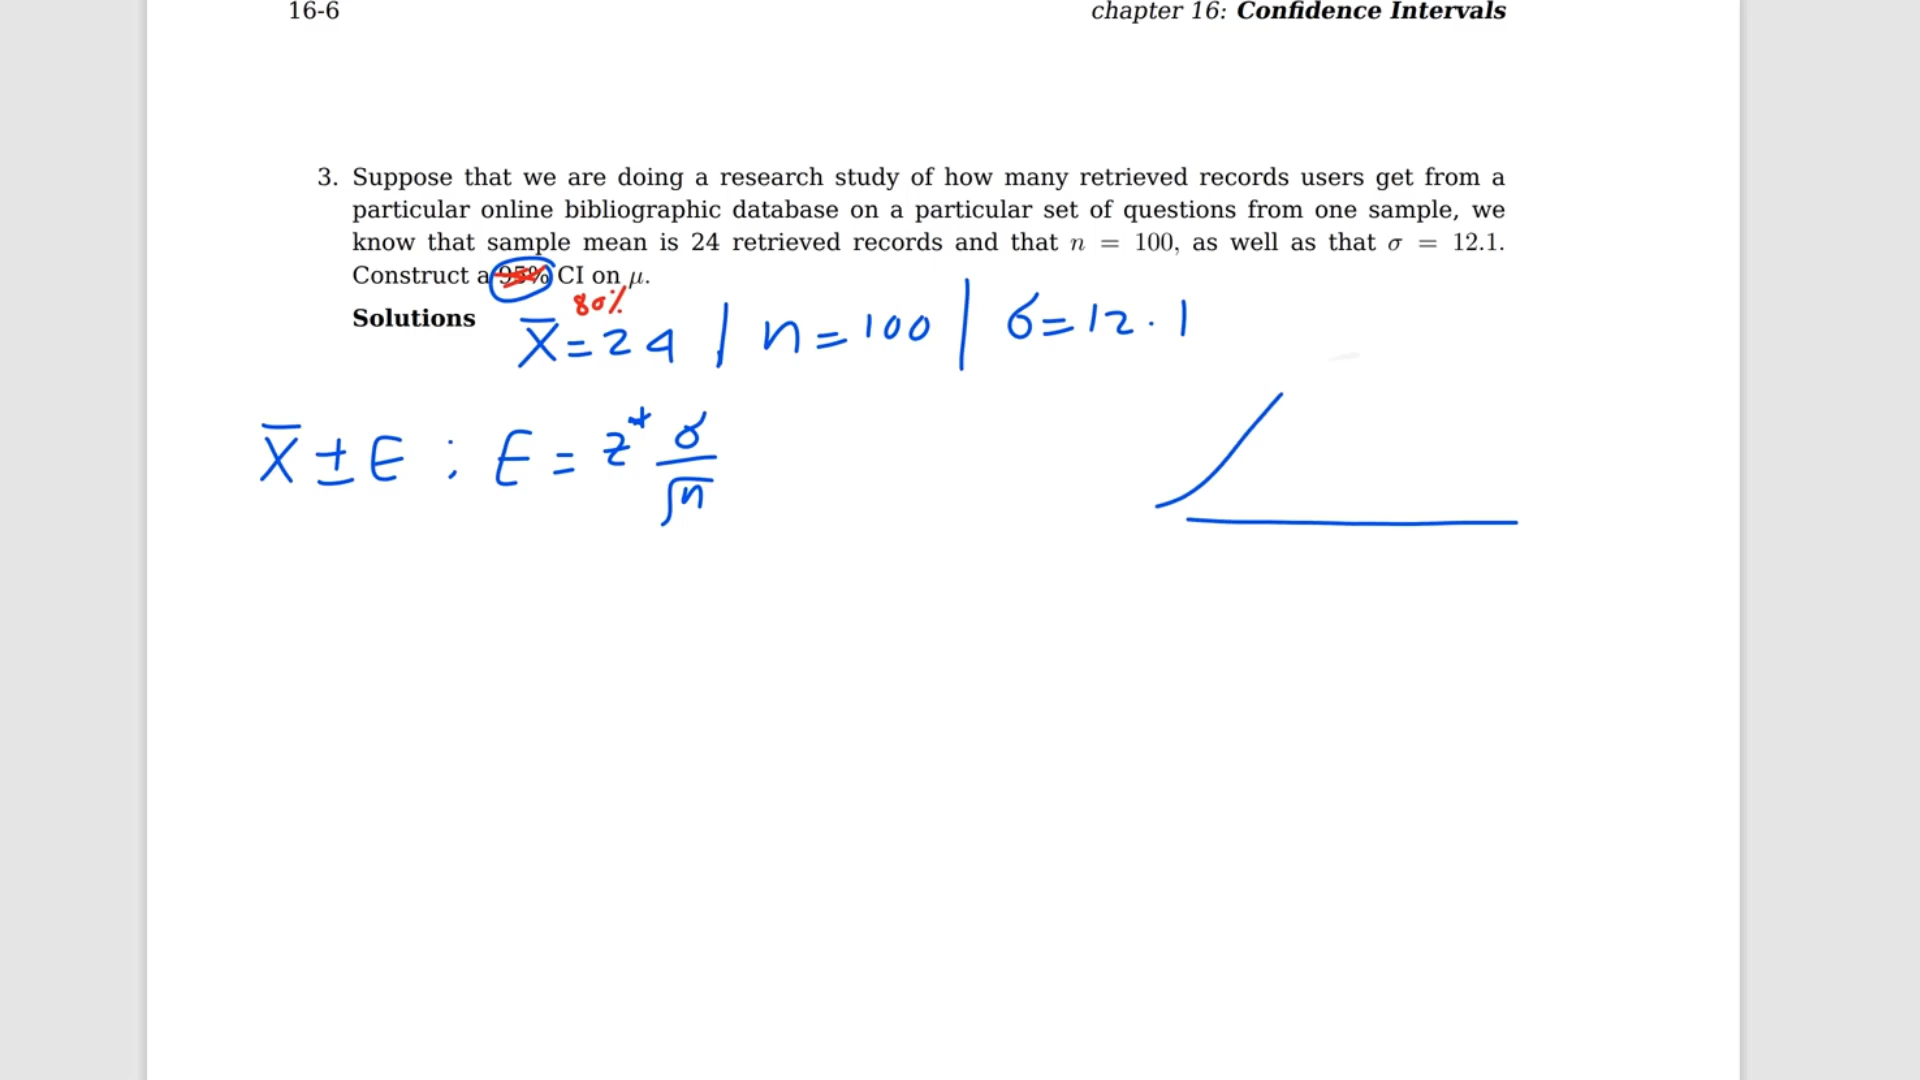 16-6 chapter 16: Confidence Intervals
3. Suppose that we are doing a research study of how many retrieved records users get from a
particular online bibliographic database on a particular set of questions from one sample, we
know that sample mean is 24 retrieved records and that n = 100, as well as that σ = 12.1.
Construct a 95% CI on μ.
80%
Solutions
x̄ = 24 | n = 100 | σ = 12.1
x̄ ± E ; E = z* σ/√n